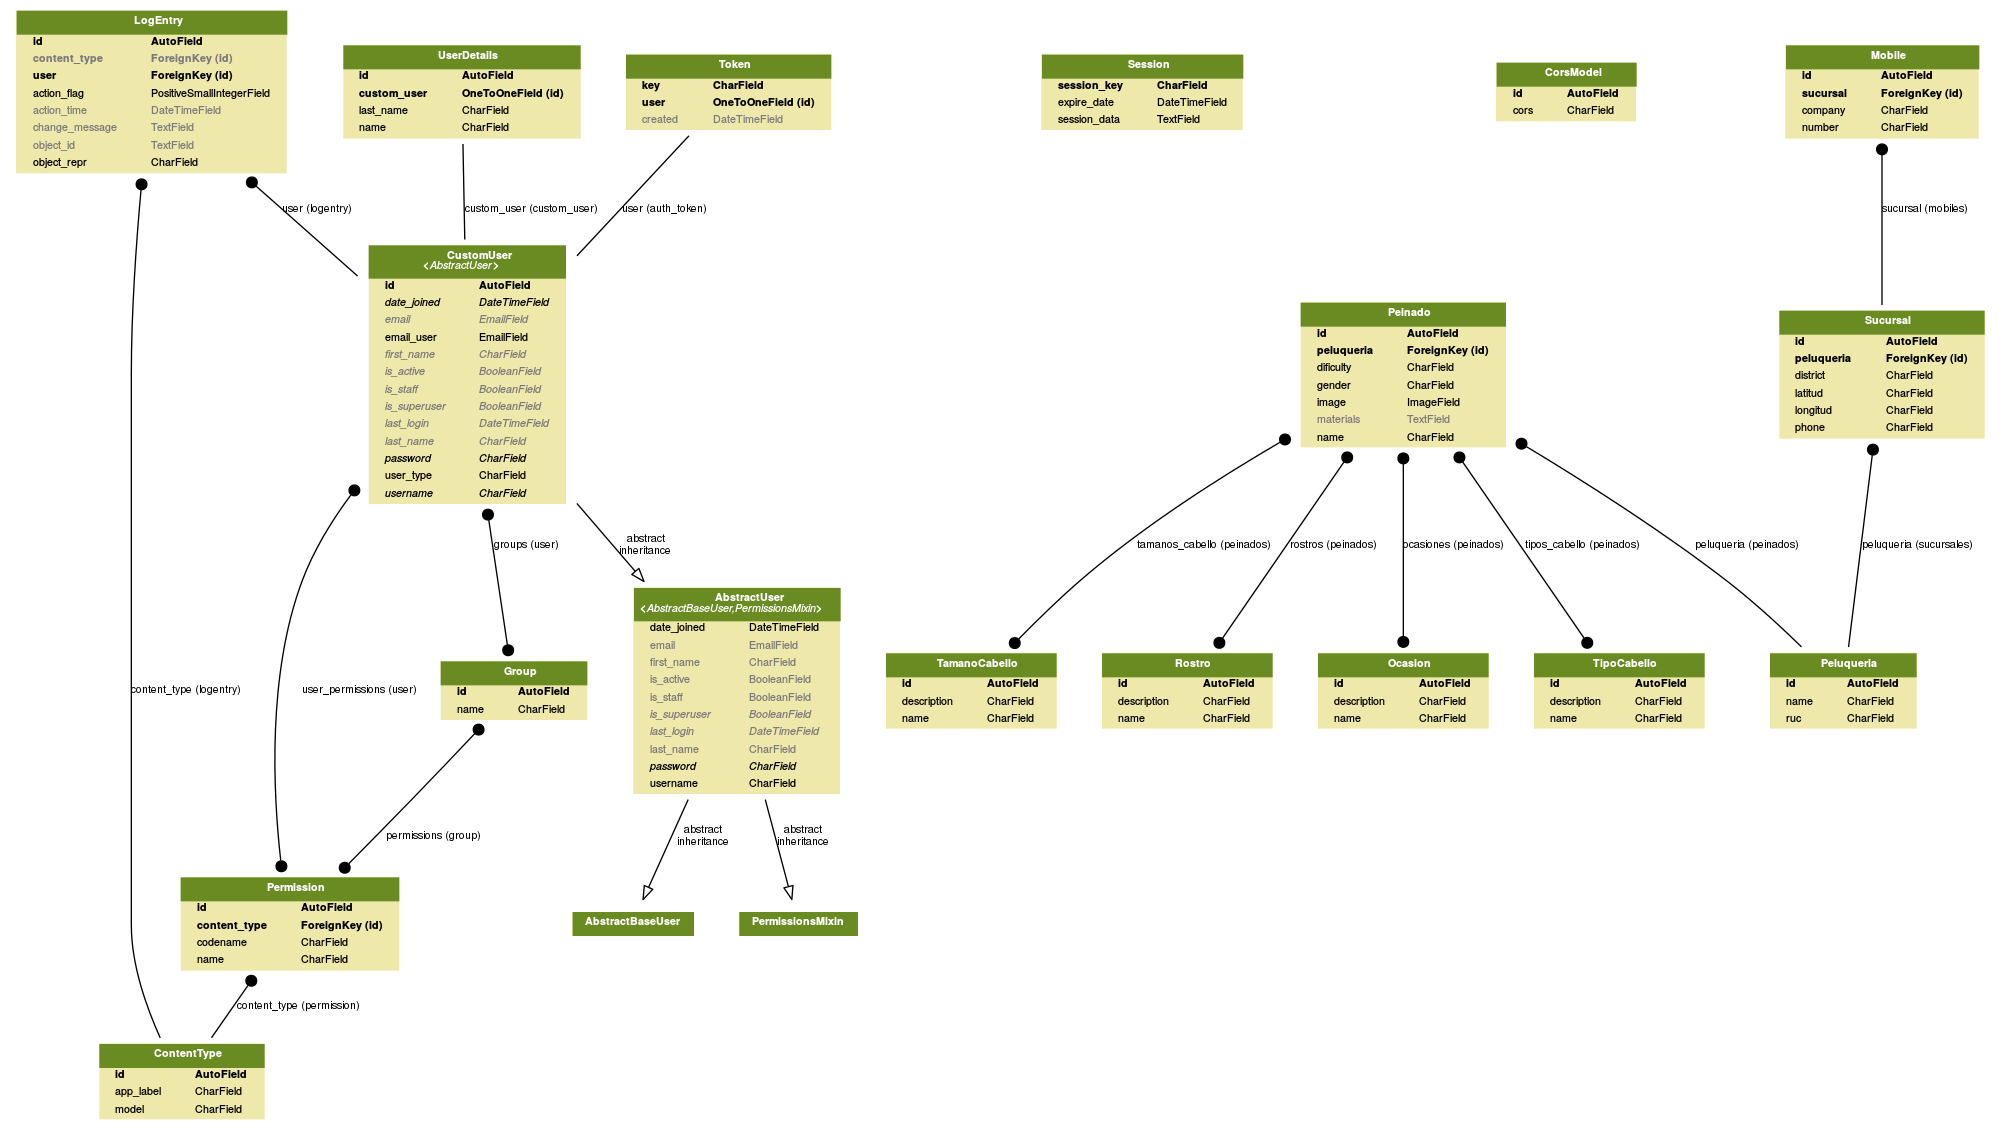 LogEntry
id AutoField
content_type ForeignKey (id)
user ForeignKey (id)
action_flag PositiveSmallIntegerField
action_time DateTimeField
change_message TextField
object_id TextField
object_repr CharField
UserDetails
id AutoField
custom_user OneToOneField (id)
last_name CharField
name CharField
Token
key CharField
user OneToOneField (id)
created DateTimeField
Session
session_key CharField
expire_date DateTimeField
session_data TextField
CorsModel
id AutoField
cors CharField
Mobile
id AutoField
sucursal ForeignKey (id)
company CharField
number CharField
user (logentry)
custom_user (custom_user)
user (auth_token)
sucursal (mobiles)
CustomUser
<AbstractUser>
id AutoField
date_joined DateTimeField
email EmailField
email_user EmailField
first_name CharField
is_active BooleanField
is_staff BooleanField
is_superuser BooleanField
last_login DateTimeField
last_name CharField
password CharField
user_type CharField
username CharField
Peinado
id AutoField
peluqueria ForeignKey (id)
dificulty CharField
gender CharField
image ImageField
materials TextField
name CharField
Sucursal
id AutoField
peluqueria ForeignKey (id)
district CharField
latitud CharField
longitud CharField
phone CharField
groups (user)
abstract
inheritance
tamanos_cabello (peinados)
rostros (peinados)
ocasiones (peinados)
tipos_cabello (peinados)
peluqueria (peinados)
peluqueria (sucursales)
content_type (logentry)
user_permissions (user)
Group
id AutoField
name CharField
AbstractUser
<AbstractBaseUser,PermissionsMixin>
date_joined DateTimeField
email EmailField
first_name CharField
is_active BooleanField
is_staff BooleanField
is_superuser BooleanField
last_login DateTimeField
last_name CharField
password CharField
username CharField
TamanoCabello
id AutoField
description CharField
name CharField
Rostro
id AutoField
description CharField
name CharField
Ocasion
id AutoField
description CharField
name CharField
TipoCabello
id AutoField
description CharField
name CharField
Peluqueria
id AutoField
name CharField
ruc CharField
permissions (group)
abstract
inheritance
abstract
inheritance
Permission
id AutoField
content_type ForeignKey (id)
codename CharField
name CharField
AbstractBaseUser
PermissionsMixin
content_type (permission)
ContentType
id AutoField
app_label CharField
model CharField